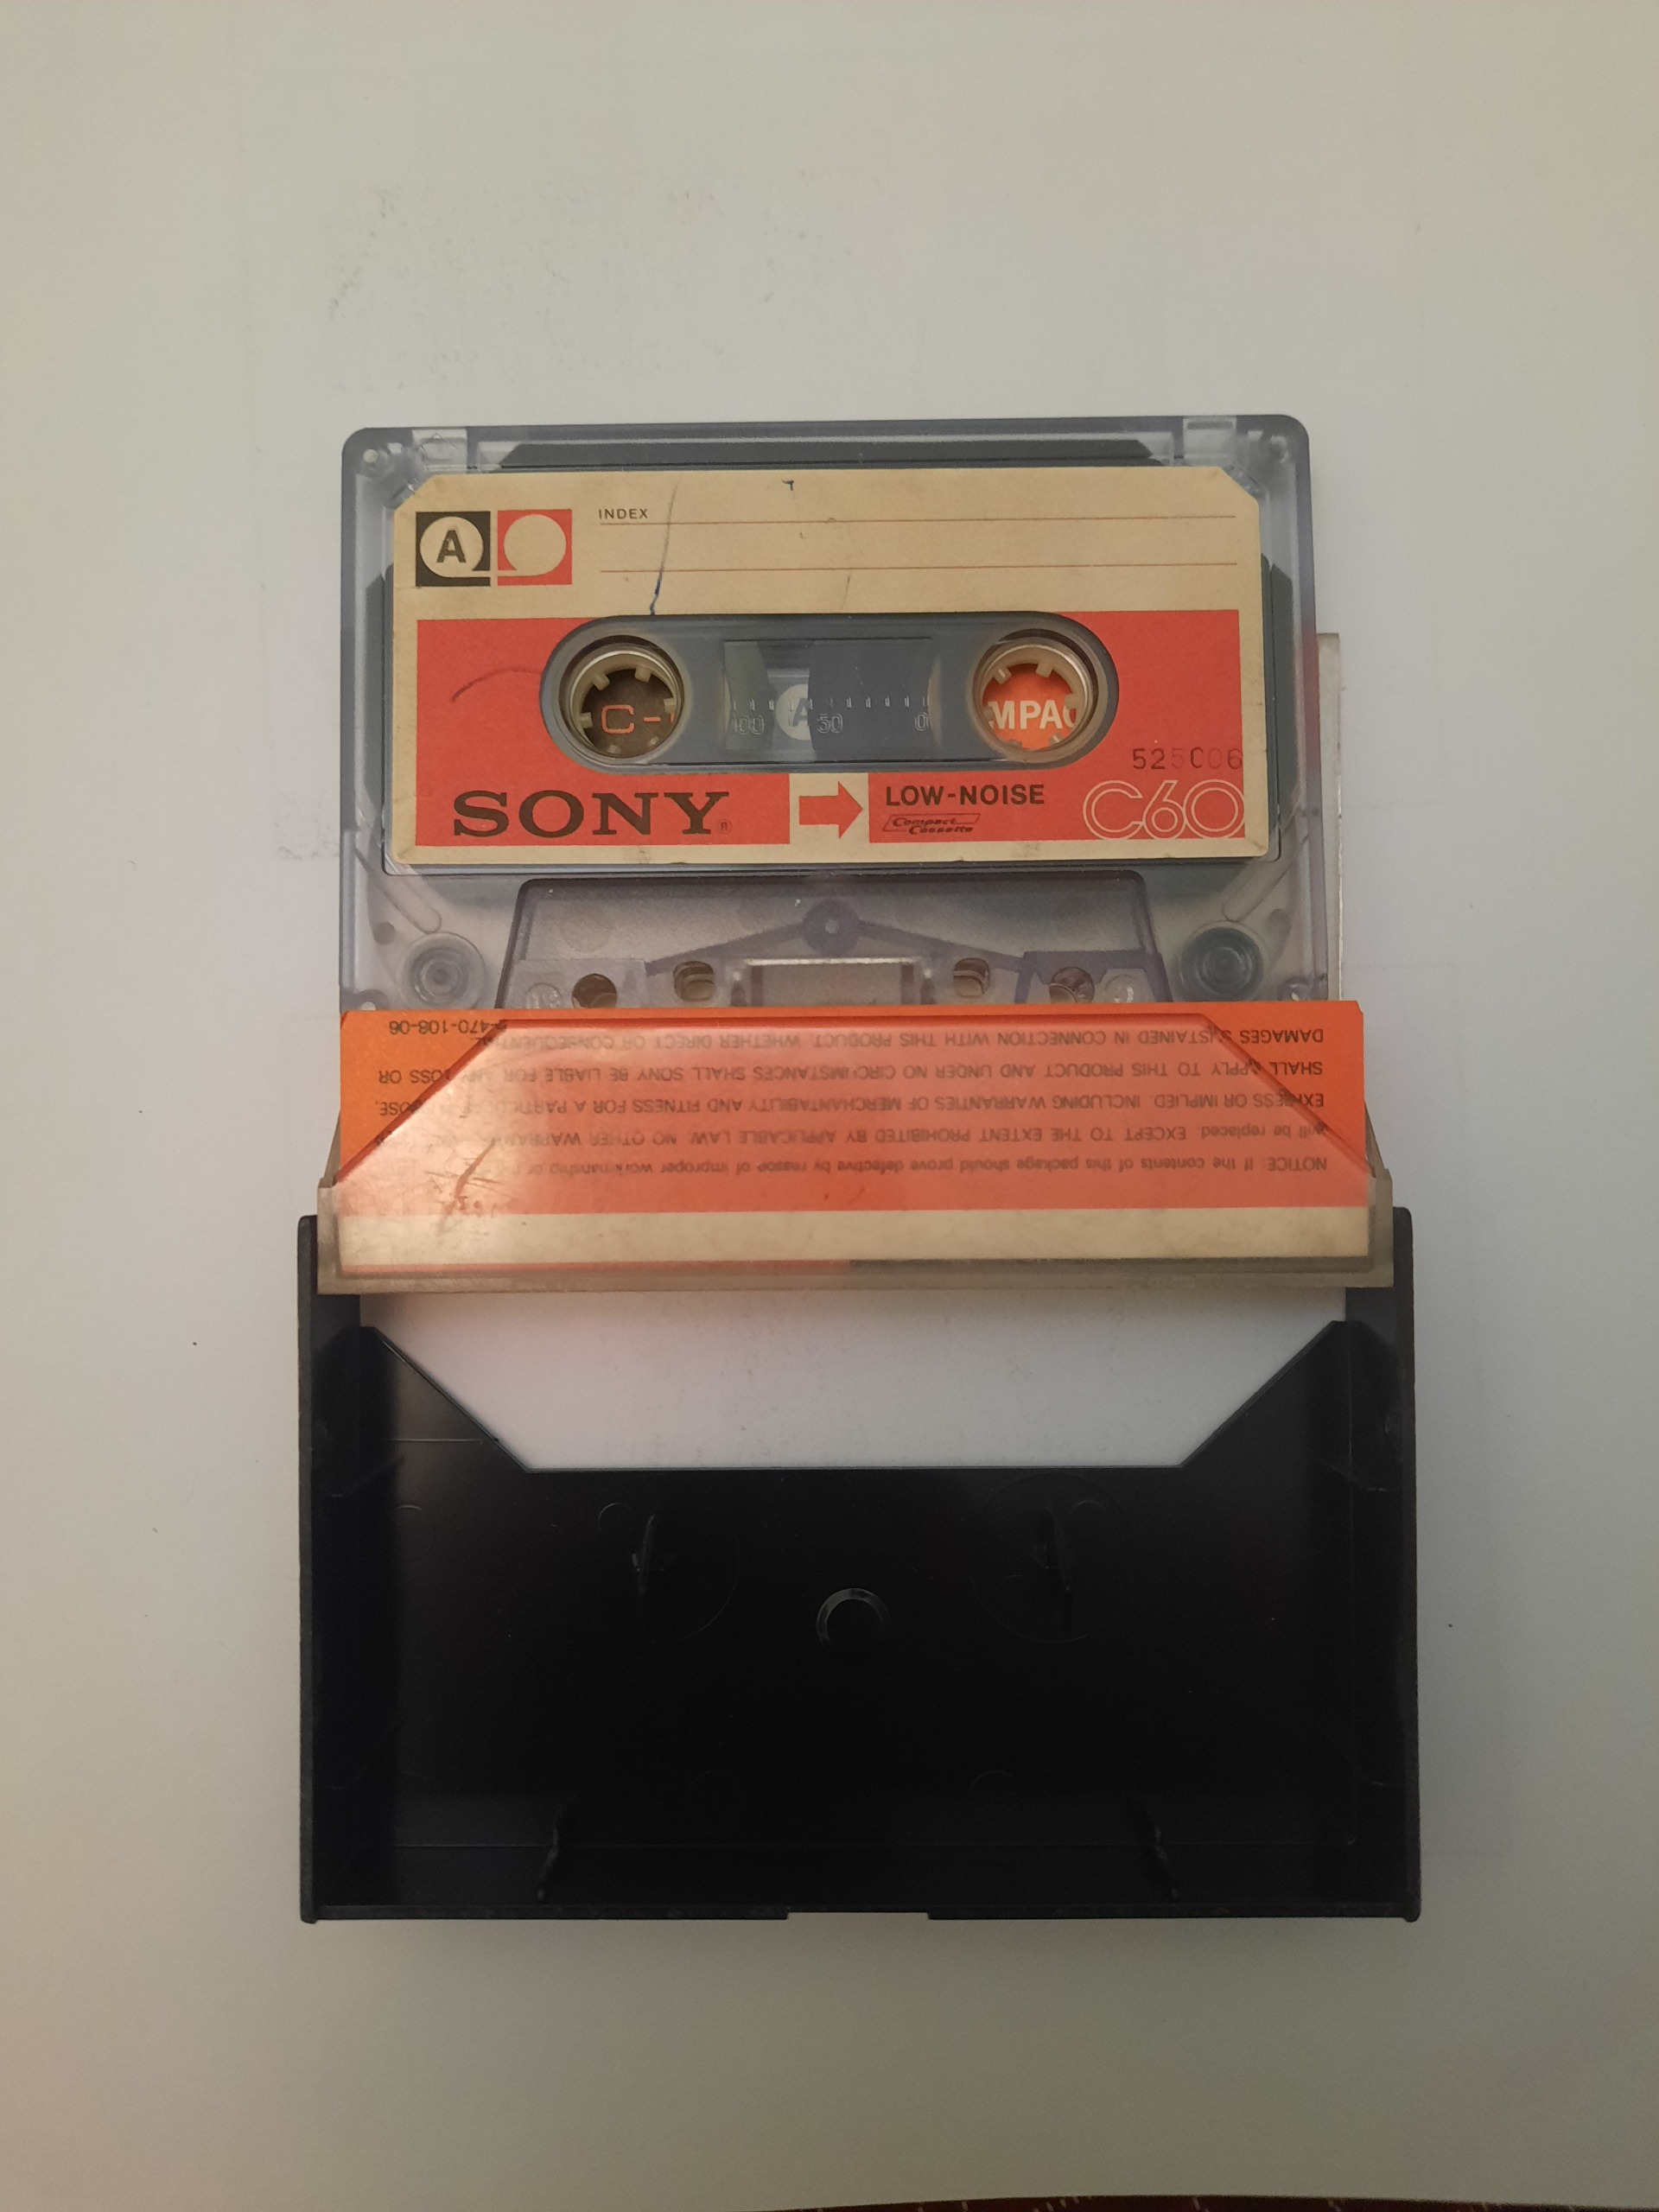 A
INDEX
C-
100 A 50 0
MPAC
525006
SONY®
LOW-NOISE
Compact
Cassette
C60
NOTICE: If the contents of this package should prove defective by reason of improper workmanship or
will be replaced. EXCEPT TO THE EXTENT PROHIBITED BY APPLICABLE LAW, NO OTHER
EXPRESS OR IMPLIED INCLUDING WARRANTIES OF MERCHANTABILITY AND FITNESS FOR A
SHALL APPLY TO THIS PRODUCT AND UNDER NO CIRCUMSTANCES SHALL SONY BE LIABLE FOR ANY LOSS OR
DAMAGES SUSTAINED IN CONNECTION WITH THIS PRODUCT, WHETHER DIRECT OR CONSEQUENTIAL.
-470-108-06